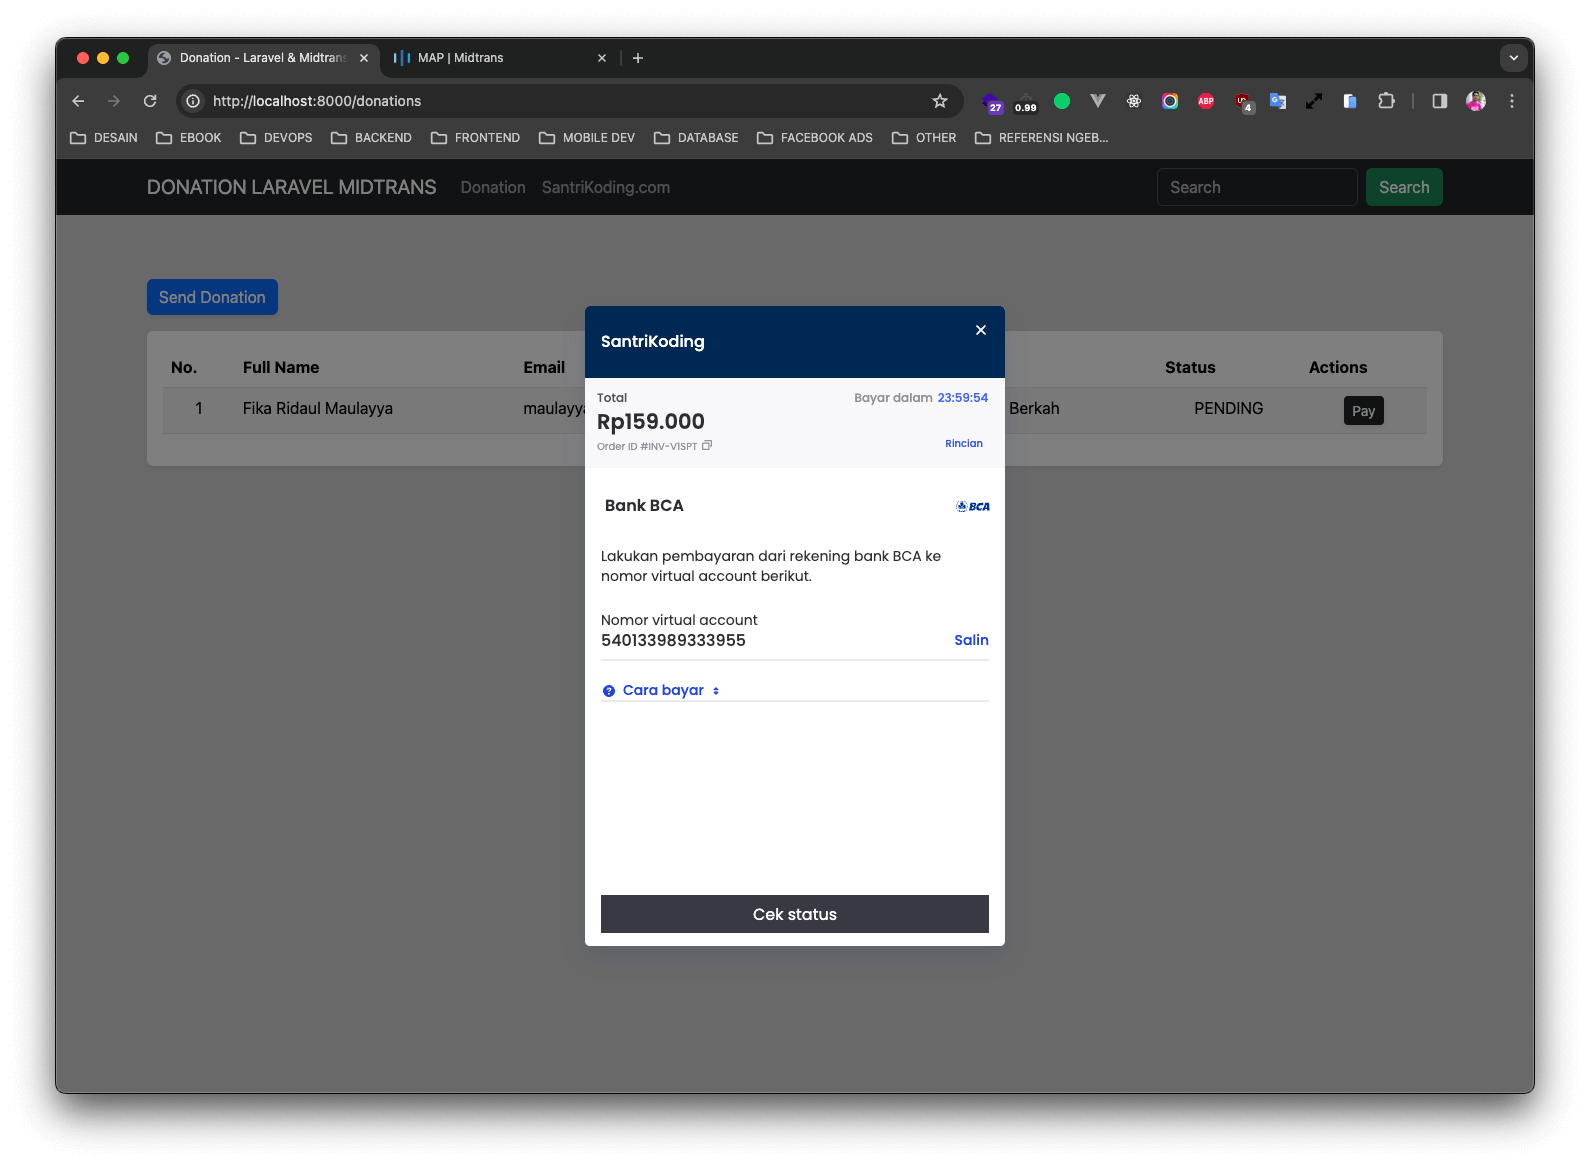 Donation - Laravel & Midtrans
MAP | Midtrans
http://localhost:8000/donations
27
0.99
ABP
4
DESAIN
EBOOK
DEVOPS
BACKEND
FRONTEND
MOBILE DEV
DATABASE
FACEBOOK ADS
OTHER
REFERENSI NGEB...
DONATION LARAVEL MIDTRANS
Donation
SantriKoding.com
Search
Search
Send Donation
No. Full Name Email Status Actions
1 Fika Ridaul Maulayya maulayya Berkah PENDING Pay
SantriKoding
Total
Bayar dalam 23:59:54
Rp159.000
Order ID #INV-V1SPT
Rincian
Bank BCA
BCA
Lakukan pembayaran dari rekening bank BCA ke
nomor virtual account berikut.
Nomor virtual account
540133989333955
Salin
Cara bayar
Cek status